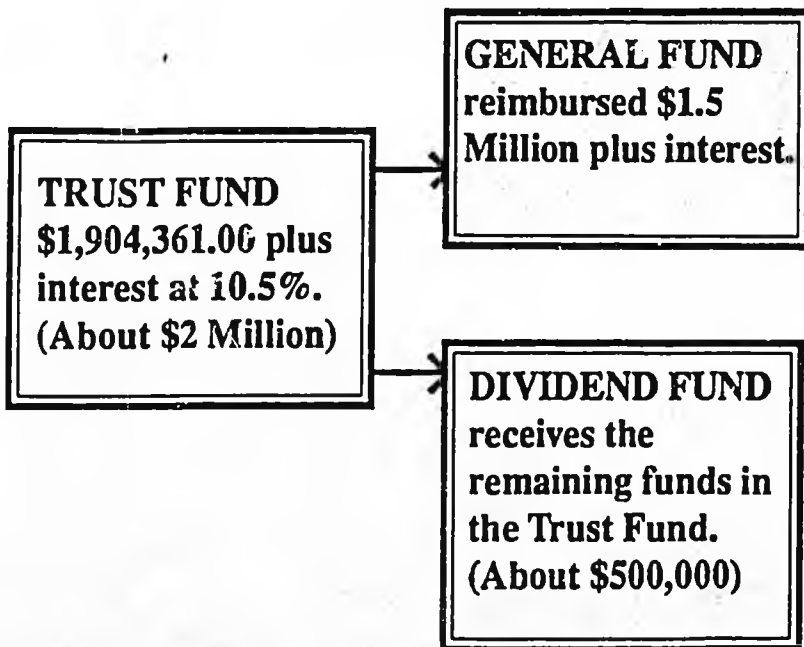 TRUST FUND
$1,904,361.00 plus
interest at 10.5%.
(About $2 Million)
GENERAL FUND
reimbursed $1.5
Million plus interest.
DIVIDEND FUND
receives the
remaining funds in
the Trust Fund.
(About $500,000)